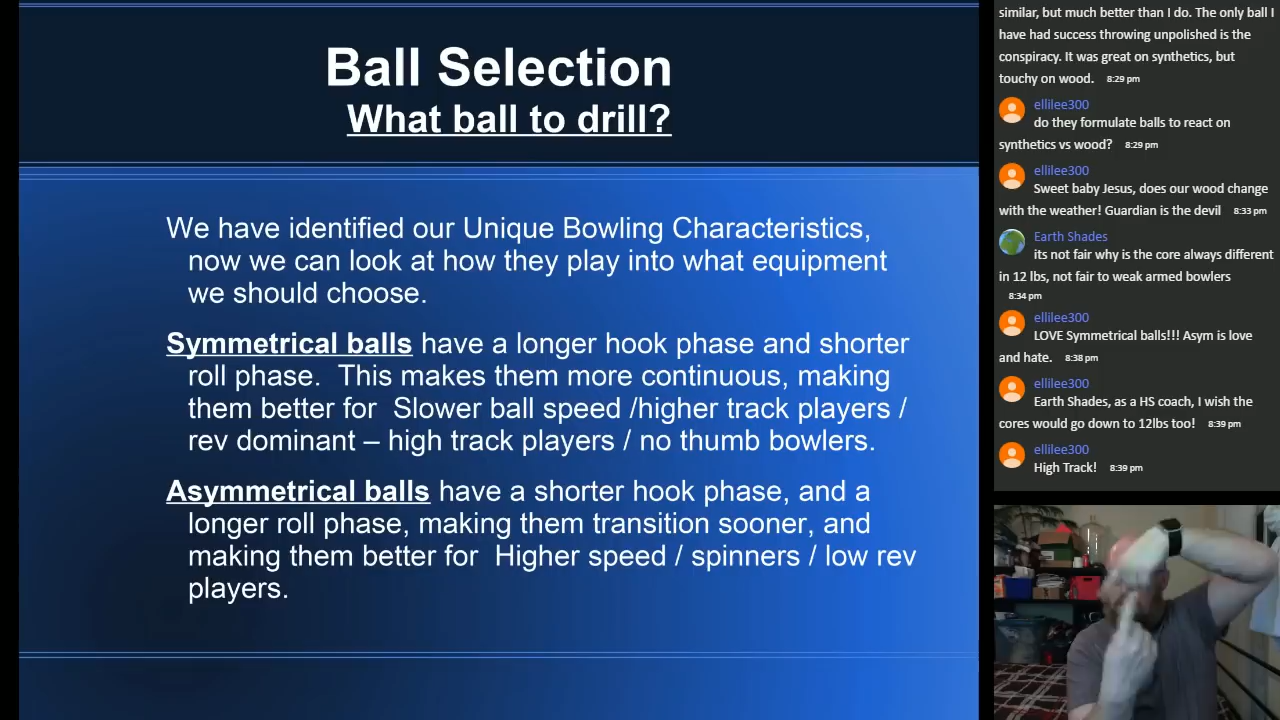 Ball Selection
What ball to drill?
We have identified our Unique Bowling Characteristics,
now we can look at how they play into what equipment
we should choose.
Symmetrical balls have a longer hook phase and shorter
roll phase.  This makes them more continuous, making
them better for  Slower ball speed /higher track players /
rev dominant – high track players / no thumb bowlers.
Asymmetrical balls have a shorter hook phase, and a
longer roll phase, making them transition sooner, and
making them better for  Higher speed / spinners / low rev
players.
similar, but much better than I do. The only ball I
have had success throwing unpolished is the
conspiracy. It was great on synthetics, but
touchy on wood. 8:29 pm
ellilee300
do they formulate balls to react on
synthetics vs wood? 8:29 pm
ellilee300
Sweet baby Jesus, does our wood change
with the weather! Guardian is the devil 8:33 pm
Earth Shades
its not fair why is the core always different
in 12 lbs, not fair to weak armed bowlers
8:34 pm
ellilee300
LOVE Symmetrical balls!!! Asym is love
and hate. 8:38 pm
ellilee300
Earth Shades, as a HS coach, I wish the
cores would go down to 12lbs too! 8:39 pm
ellilee300
High Track! 8:39 pm